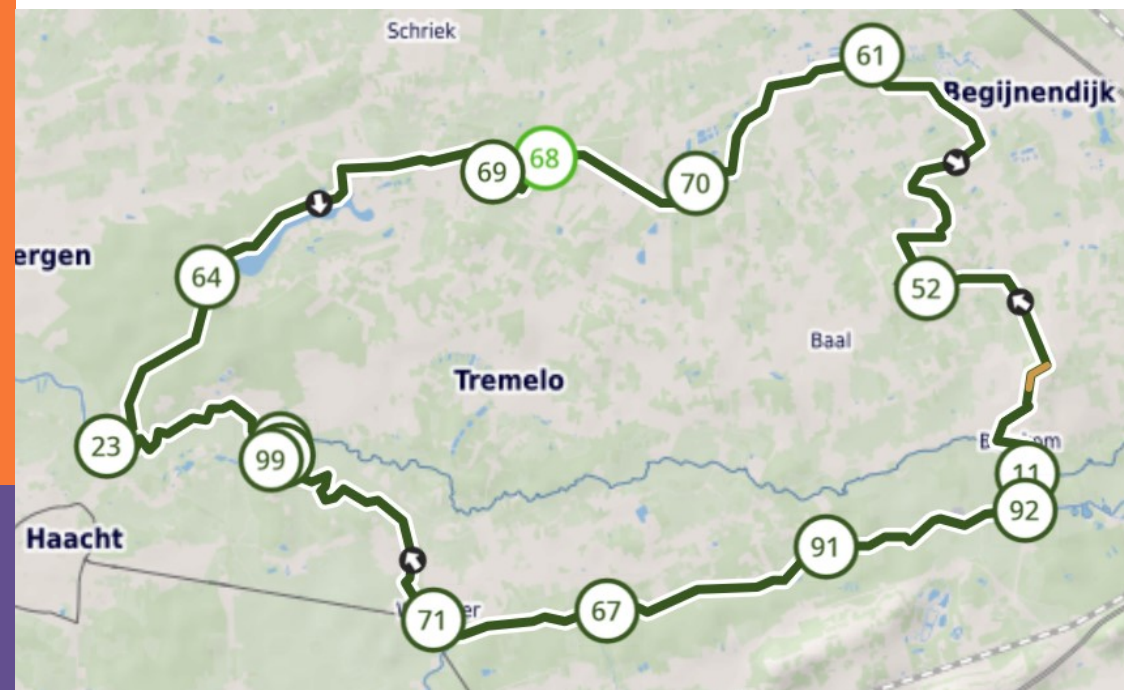 Schriek
61
Begijnendijk
68
69
70
ergen
64
52
Baal
Tremelo
23
99
11
92
Haacht
91
67
71